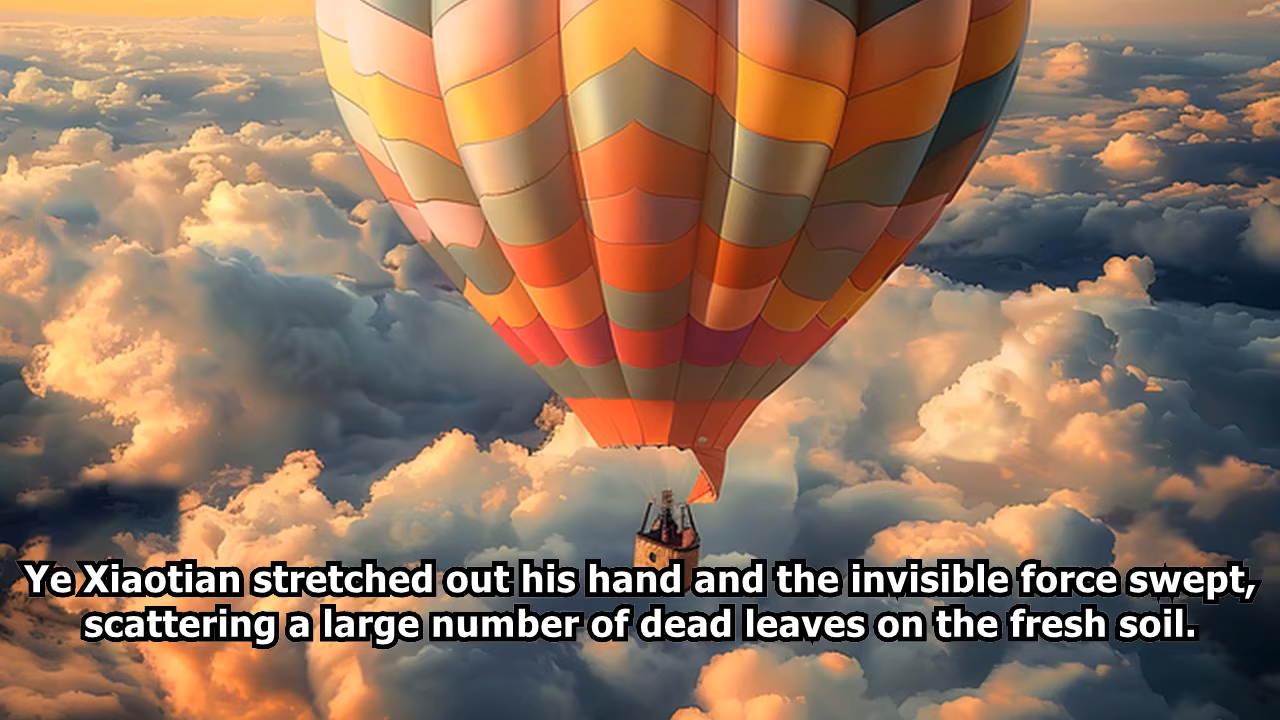 Ye Xiaotian stretched out his hand and the invisible force swept,
scattering a large number of dead leaves on the fresh soil.